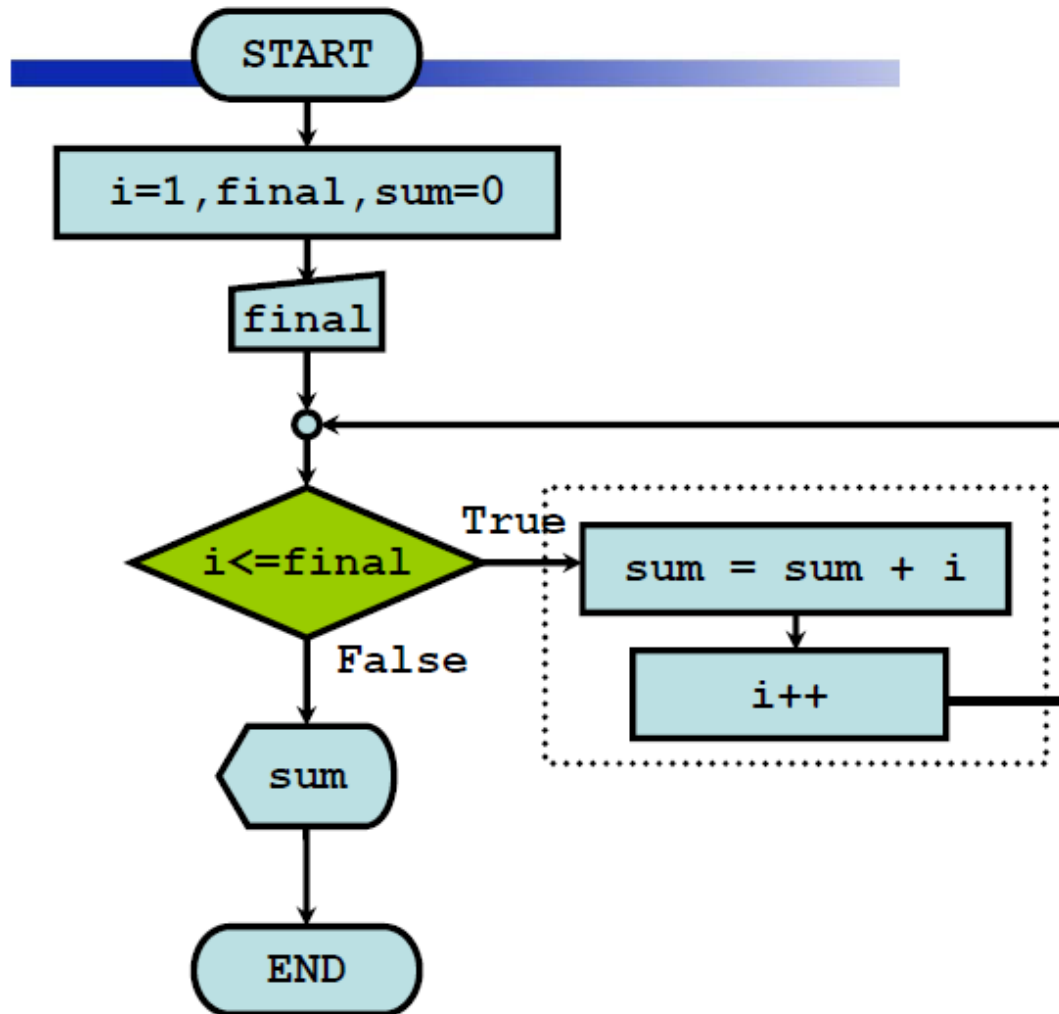 START
i=1,final,sum=0
final
i<=final
True
sum = sum + i
i++
False
sum
END